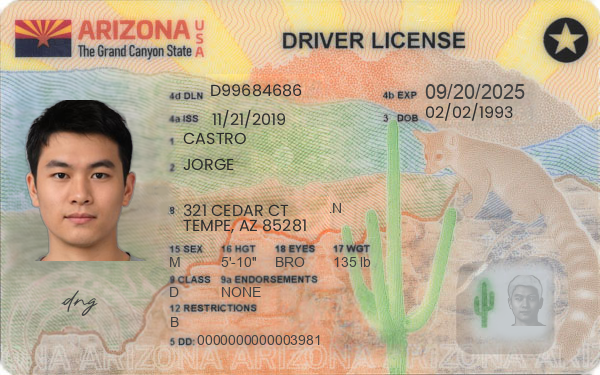 ARIZONA USA
The Grand Canyon State
DRIVER LICENSE
4d DLN D99684686
4b EXP 09/20/2025
4a ISS 11/21/2019
3 DOB 02/02/1993
1 CASTRO
2 JORGE
8 321 CEDAR CT .N
TEMPE, AZ 85281
15 SEX 16 HGT 18 EYES 17 WGT
M 5'-10" BRO 135 lb
9 CLASS 9a ENDORSEMENTS
D NONE
12 RESTRICTIONS
B
dng
5 DD: 0000000000003981
ARIZONA ARIZONA ARIZONA ARIZONA